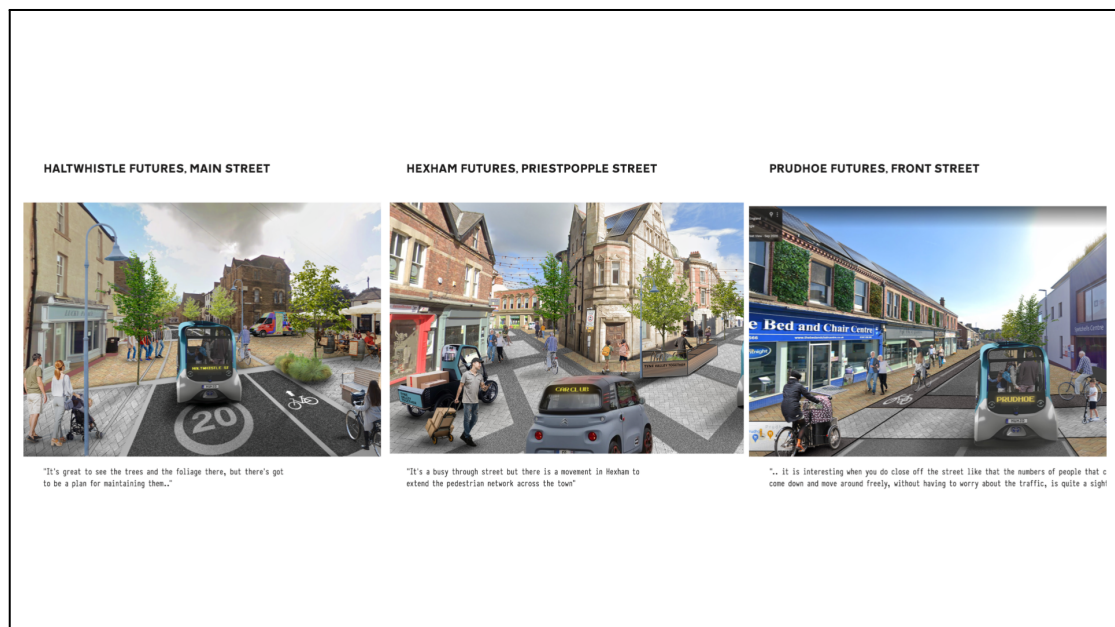 HALTWHISTLE FUTURES, MAIN STREET
HEXHAM FUTURES, PRIESTPOPPLE STREET
PRUDHOE FUTURES, FRONT STREET
20
CAR CLUB
e Bed and Chair Centre
PRUDHOE
"It's great to see the trees and the foliage there, but there's got
to be a plan for maintaining them.."
"It's a busy through street but there is a movement in Hexham to
extend the pedestrian network across the town"
".. it is interesting when you do close off the street like that the numbers of people that c
come down and move around freely, without having to worry about the traffic, is quite a sigh